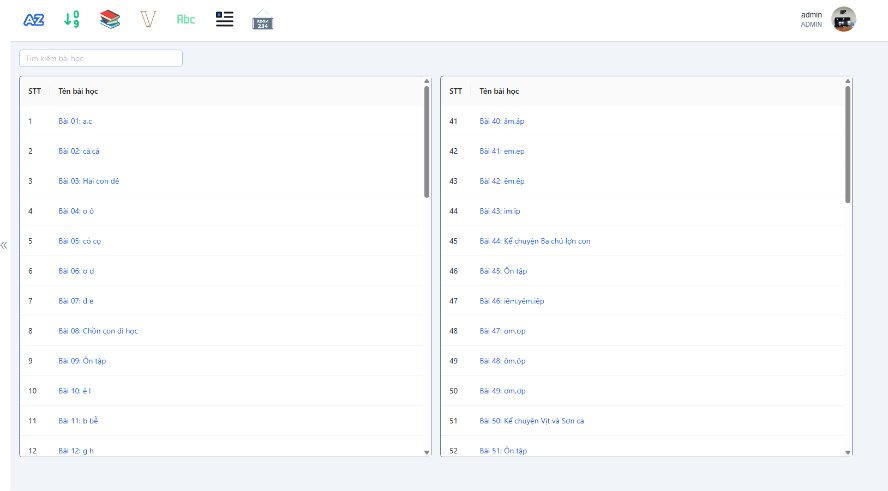 AZ
0
9
V
Abc
admin
ADMIN
Tìm kiếm bài học
STT Tên bài học
1 Bài 01: a,c
2 Bài 02: cà,cá
3 Bài 03: Hai con dê
4 Bài 04: o ô
5 Bài 05: cỏ cọ
6 Bài 06: ơ d
7 Bài 07: đ e
8 Bài 08: Chồn con đi học
9 Bài 09: Ôn tập
10 Bài 10: ê l
11 Bài 11: b bễ
12 Bài 12: g h
STT Tên bài học
41 Bài 40: âm,âp
42 Bài 41: em,ep
43 Bài 42: êm,êp
44 Bài 43: im,ip
45 Bài 44: Kể chuyện Ba chú lợn con
46 Bài 45: Ôn tập
47 Bài 46: iêm,yêm,iêp
48 Bài 47: om,op
49 Bài 48: ôm,ôp
50 Bài 49: ơm,ơp
51 Bài 50: Kể chuyện Vịt và Sơn ca
52 Bài 51: Ôn tập